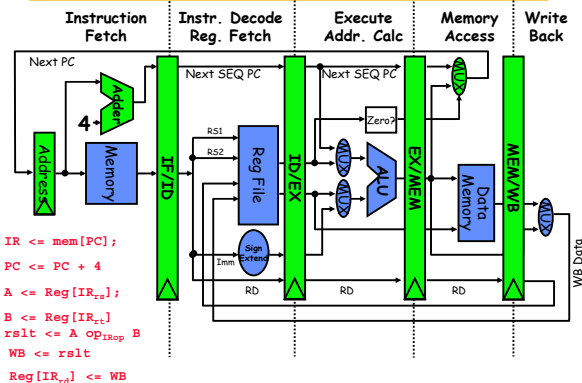 Instruction Fetch
Instr. Decode Reg. Fetch
Execute Addr. Calc
Memory Access
Write Back
Next PC
Next SEQ PC
Next SEQ PC
MUX
Adder
4
Zero?
Address
Memory
IF/ID
RS1
RS2
Reg File
ID/EX
MUX
MUX
ALU
EX/MEM
Data Memory
MEM/WB
MUX
Imm
Sign Extend
RD
RD
RD
WB Data
IR <= mem[PC];
PC <= PC + 4
A <= Reg[IRrs];
B <= Reg[IRrt]
rslt <= A opIRop B
WB <= rslt
Reg[IRrd] <= WB